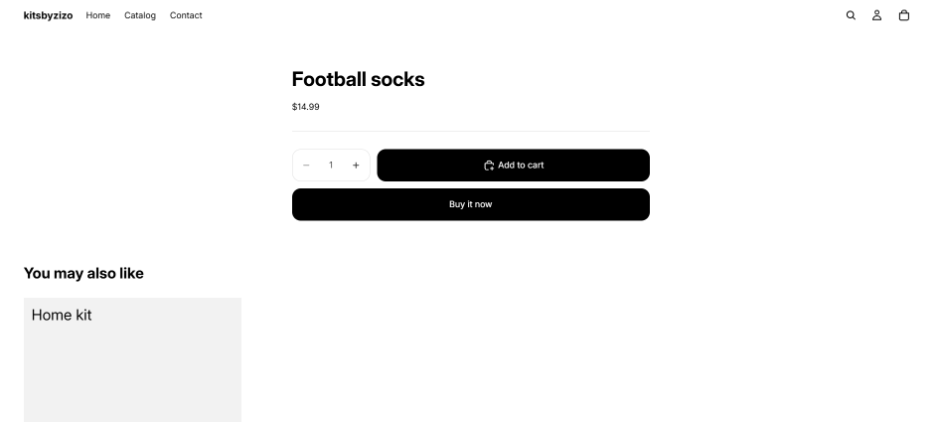 kitsbyzizo Home Catalog Contact
Football socks
$14.99
− 1 +
Add to cart
Buy it now
You may also like
Home kit